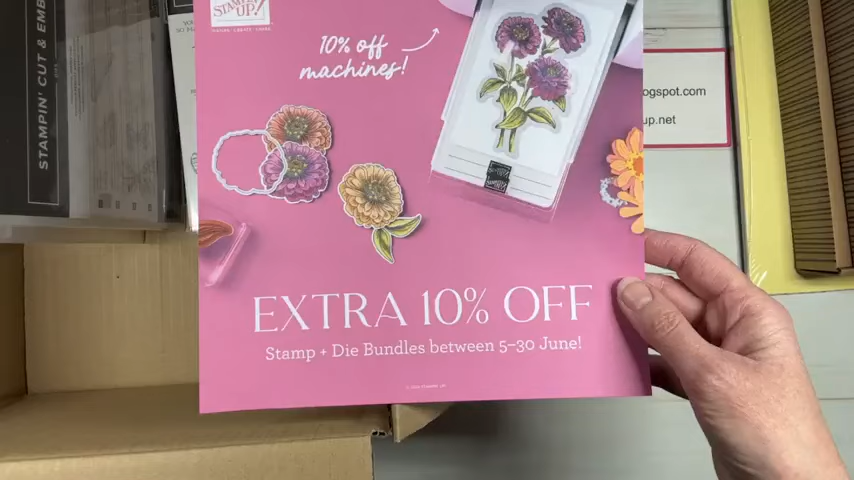 STAMPIN' UP!
10% off
machines!
EXTRA 10% OFF
Stamp + Die Bundles between 5–30 June!
STAMPIN' CUT & EMB
ogspot.com
up.net